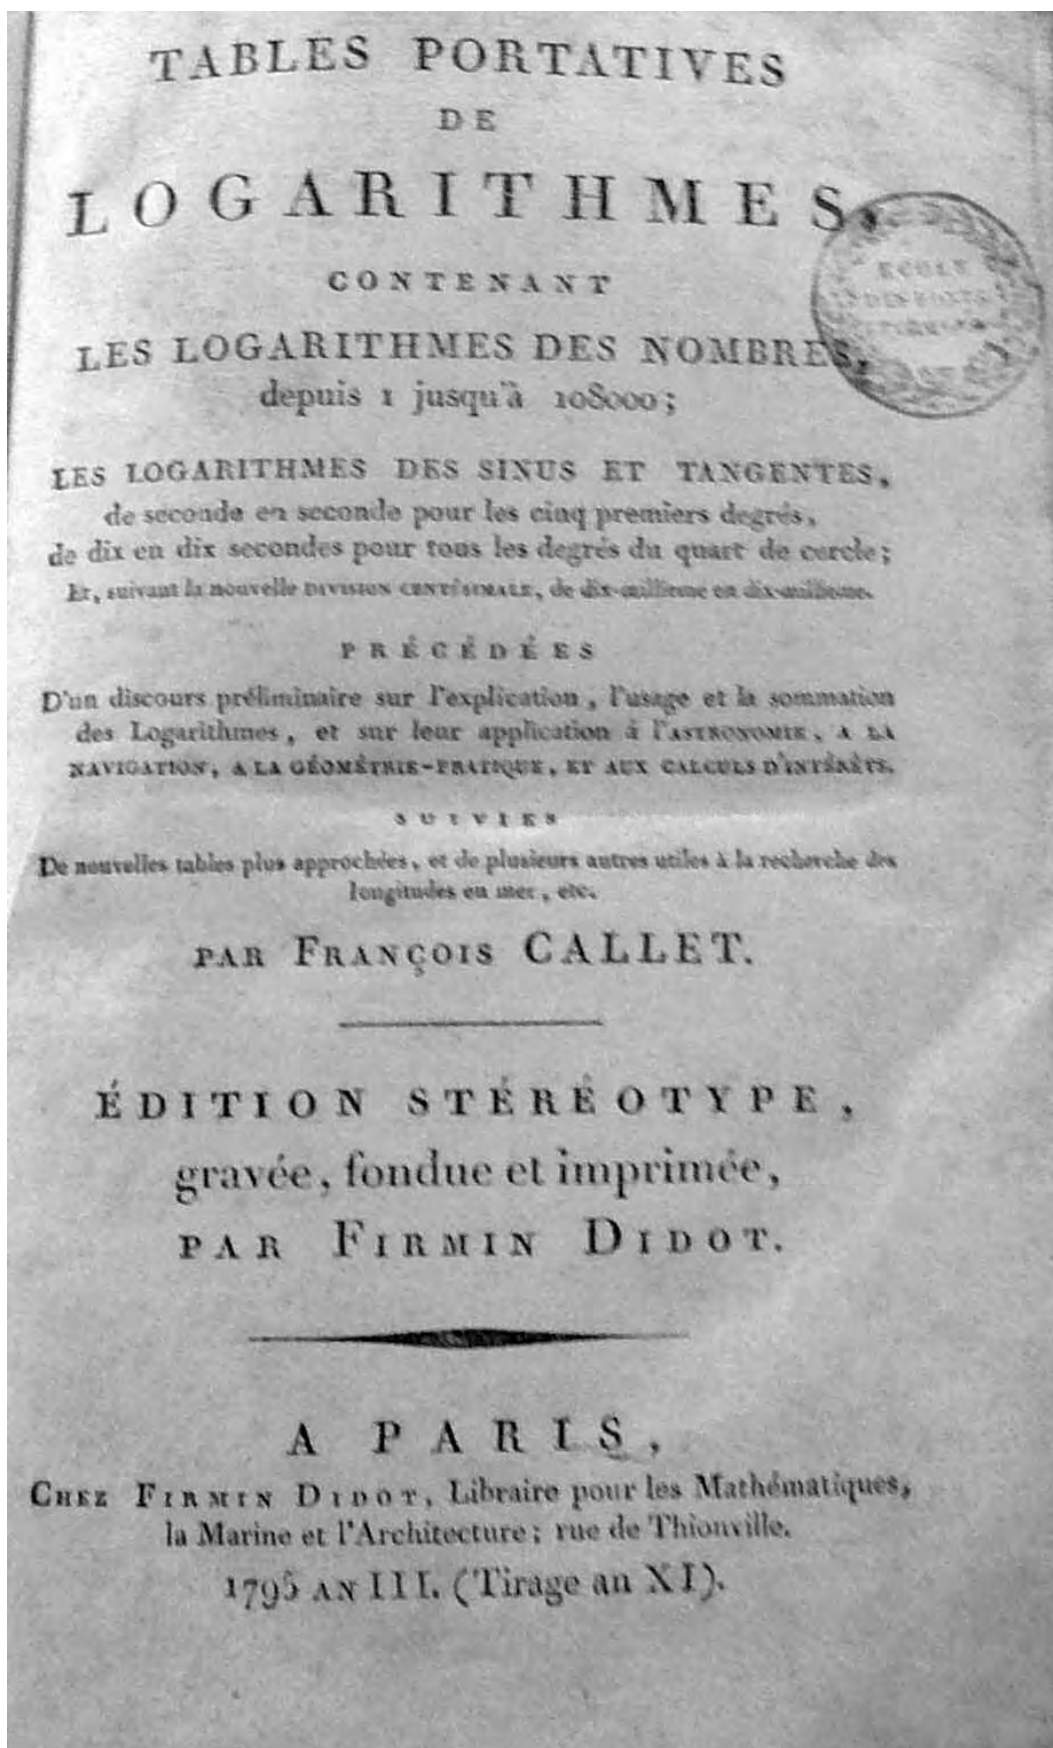 TABLES PORTATIVES
DE
LOGARITHMES,
CONTENANT
LES LOGARITHMES DES NOMBRES,
depuis 1 jusqu'à 108000;
LES LOGARITHMES DES SINUS ET TANGENTES,
de seconde en seconde pour les cinq premiers degrés,
de dix en dix secondes pour tous les degrés du quart de cercle;
Et, suivant la nouvelle DIVISION CENTÉSIMALE, de dix-millieme en dix-millieme.
PRÉCÉDÉES
D'un discours préliminaire sur l'explication, l'usage et la sommation
des Logarithmes, et sur leur application à l'ASTRONOMIE, A LA
NAVIGATION, A LA GÉOMÉTRIE-PRATIQUE, ET AUX CALCULS D'INTÉRÊTS.
SUIVIES
De nouvelles tables plus approchées, et de plusieurs autres utiles à la recherche des
longitudes en mer, etc.
PAR FRANÇOIS CALLET.
ÉDITION STÉRÉOTYPE,
gravée, fondue et imprimée,
PAR FIRMIN DIDOT.
A PARIS,
CHEZ FIRMIN DIDOT, Libraire pour les Mathématiques,
la Marine et l'Architecture; rue de Thionville.
1795 AN III. (Tirage an XI).
ECOLE